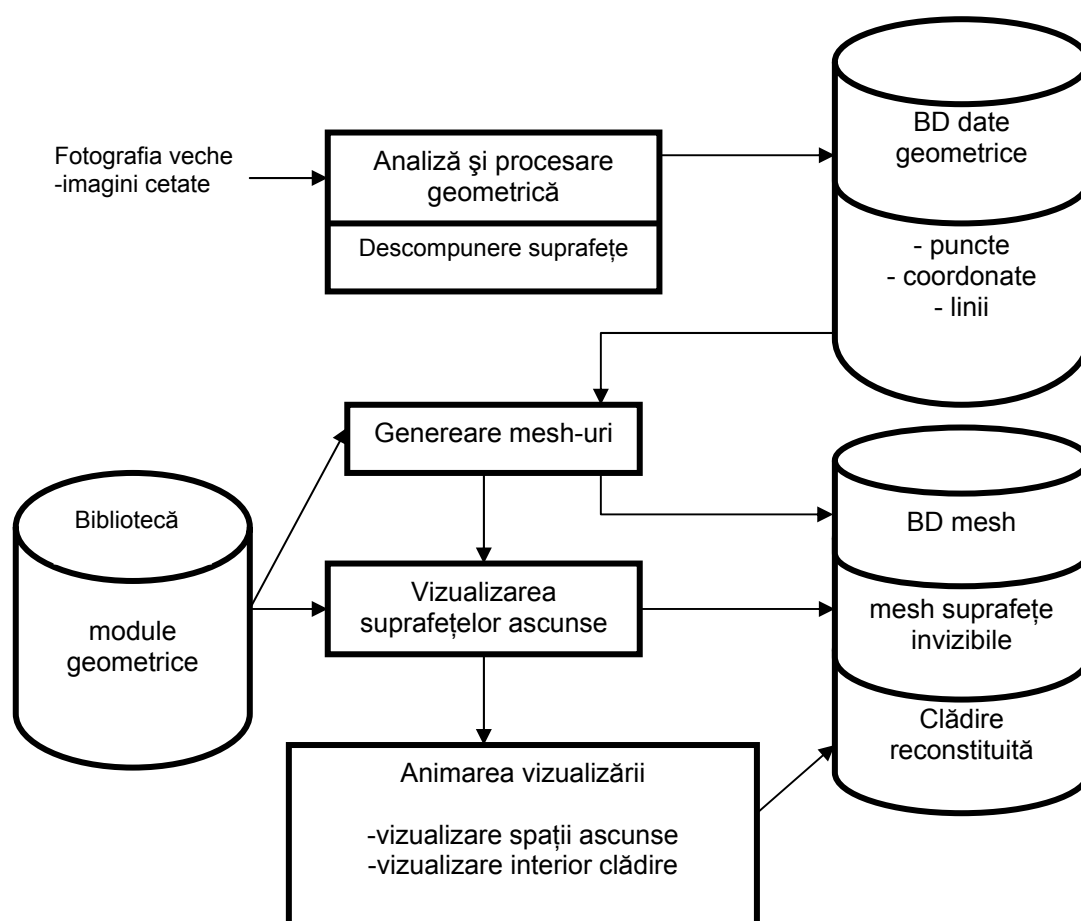 Fotografia veche
-imagini cetate
Analiză şi procesare
geometrică
Descompunere suprafețe
BD date
geometrice
- puncte
- coordonate
- linii
Genereare mesh-uri
Bibliotecă
module
geometrice
Vizualizarea
suprafețelor ascunse
BD mesh
mesh suprafețe
invizibile
Clădire
reconstituită
Animarea vizualizării
-vizualizare spații ascunse
-vizualizare interior clădire